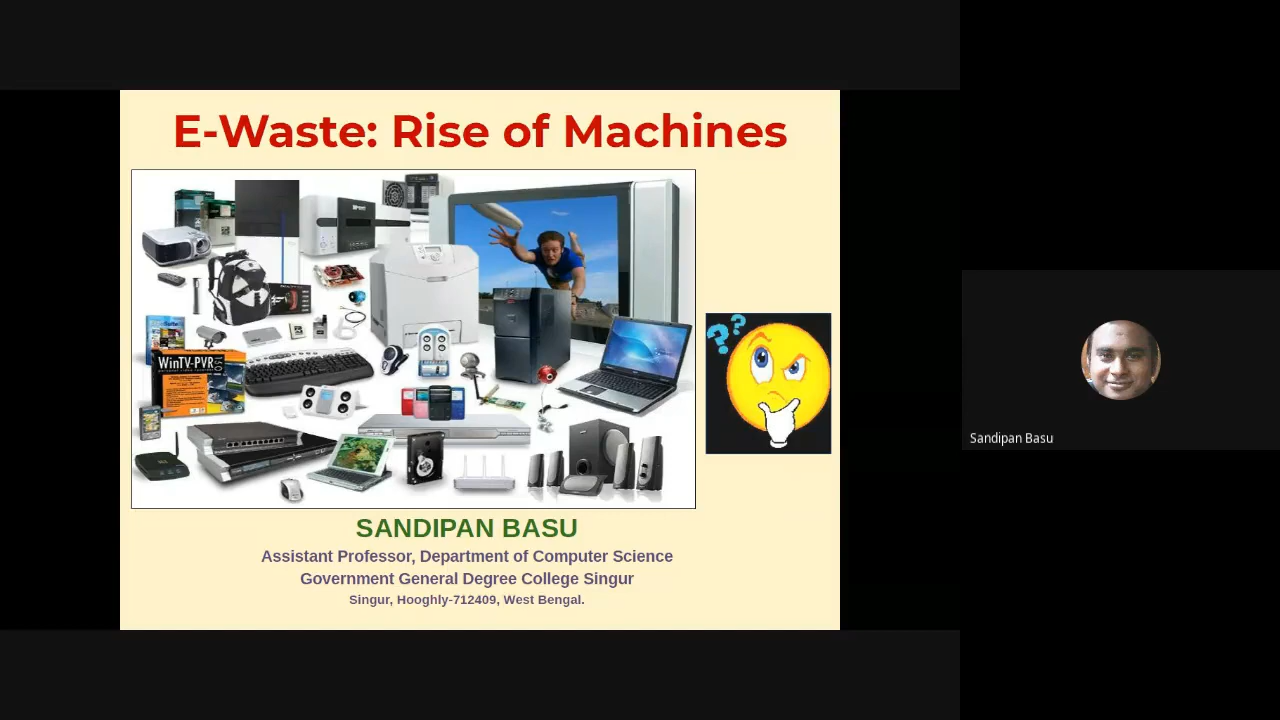 E-Waste: Rise of Machines
WinTV-PVR
SANDIPAN BASU
Assistant Professor, Department of Computer Science
Government General Degree College Singur
Singur, Hooghly-712409, West Bengal.
Sandipan Basu